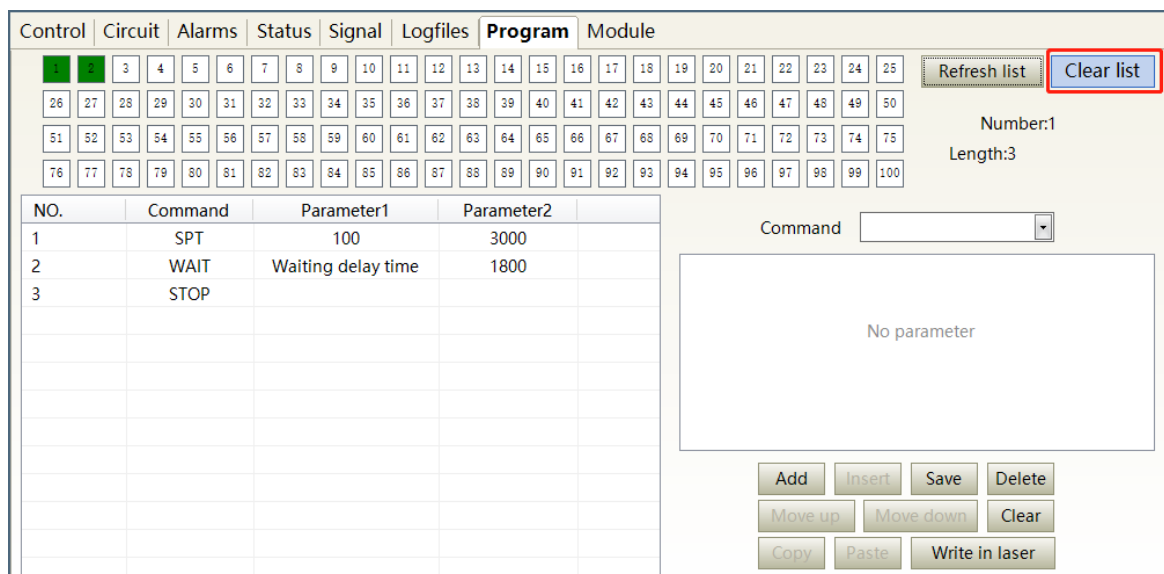 Control Circuit Alarms Status Signal Logfiles Program Module
1 2 3 4 5 6 7 8 9 10 11 12 13 14 15 16 17 18 19 20 21 22 23 24 25 Refresh list Clear list
26 27 28 29 30 31 32 33 34 35 36 37 38 39 40 41 42 43 44 45 46 47 48 49 50
Number:1
51 52 53 54 55 56 57 58 59 60 61 62 63 64 65 66 67 68 69 70 71 72 73 74 75
Length:3
76 77 78 79 80 81 82 83 84 85 86 87 88 89 90 91 92 93 94 95 96 97 98 99 100
NO. Command Parameter1 Parameter2
1 SPT 100 3000
2 WAIT Waiting delay time 1800
3 STOP
Command
No parameter
Add Insert Save Delete
Move up Move down Clear
Copy Paste Write in laser